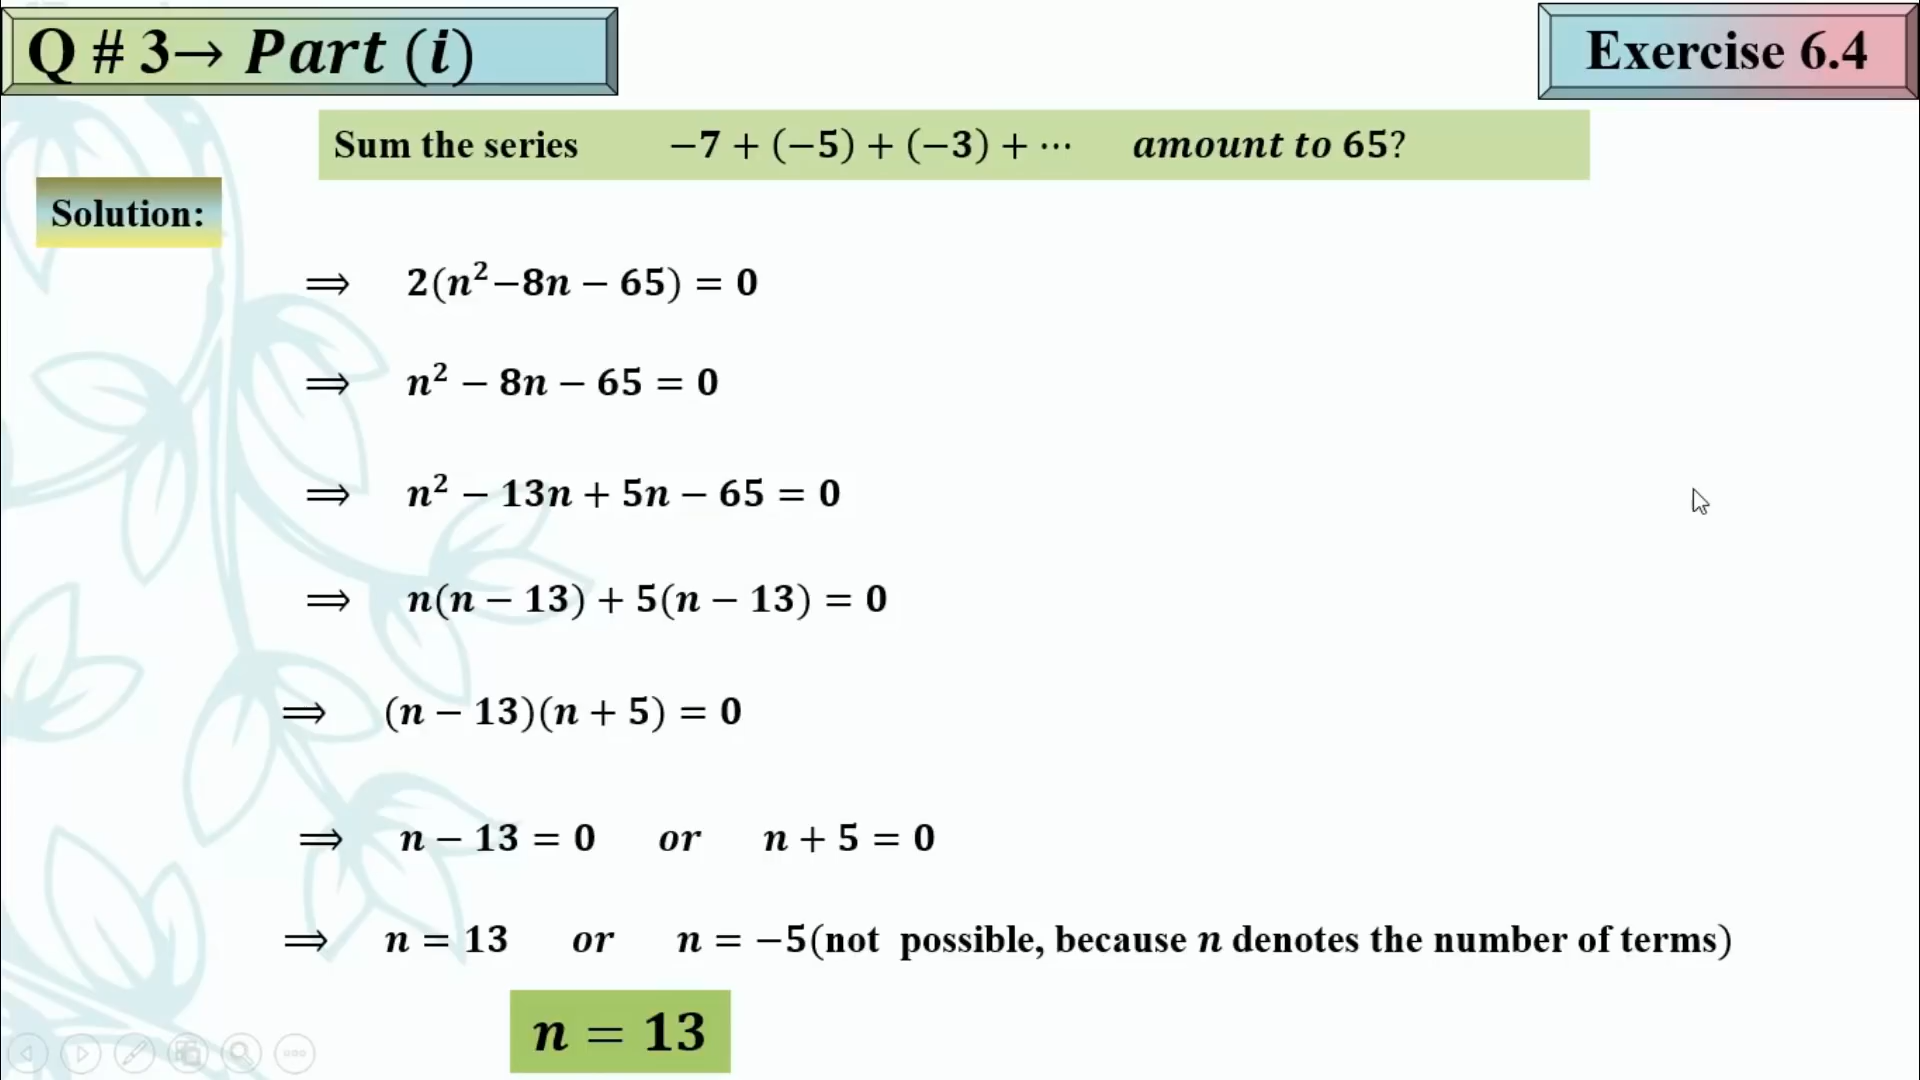 Q # 3→ Part (i)
Exercise 6.4
Sum the series −7 + (−5) + (−3) + ⋯ amount to 65?
Solution:
⟹ 2(n²−8n − 65) = 0
⟹ n² − 8n − 65 = 0
⟹ n² − 13n + 5n − 65 = 0
⟹ n(n − 13) + 5(n − 13) = 0
⟹ (n − 13)(n + 5) = 0
⟹ n − 13 = 0 or n + 5 = 0
⟹ n = 13 or n = −5(not possible, because n denotes the number of terms)
n = 13